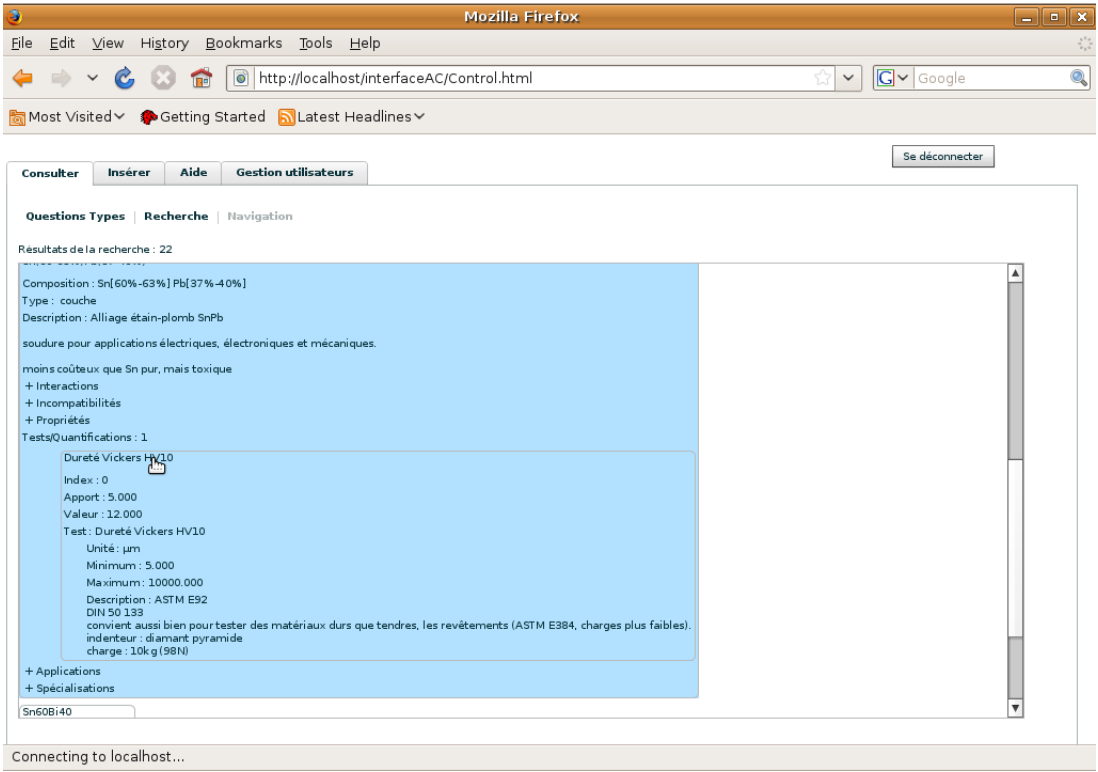 Mozilla Firefox
File Edit View History Bookmarks Tools Help
http://localhost/interfaceAC/Control.html
G Google
Most Visited Getting Started Latest Headlines
Se déconnecter
Consulter Insérer Aide Gestion utilisateurs
Questions Types | Recherche | Navigation
Résultats de la recherche : 22
Composition : Sn[60%-63%] Pb[37%-40%]
Type : couche
Description : Alliage étain-plomb SnPb
soudure pour applications électriques, électroniques et mécaniques.
moins coûteux que Sn pur, mais toxique
+ Interactions
+ Incompatibilités
+ Propriétés
Tests/Quantifications : 1
Dureté Vickers HV10
Index : 0
Apport : 5.000
Valeur : 12.000
Test : Dureté Vickers HV10
Unité : µm
Minimum : 5.000
Maximum : 10000.000
Description : ASTM E92
DIN 50 133
convient aussi bien pour tester des matériaux durs que tendres, les revêtements (ASTM E384, charges plus faibles).
indenteur : diamant pyramide
charge : 10kg (98N)
+ Applications
+ Spécialisations
Sn60Bi40
Connecting to localhost...